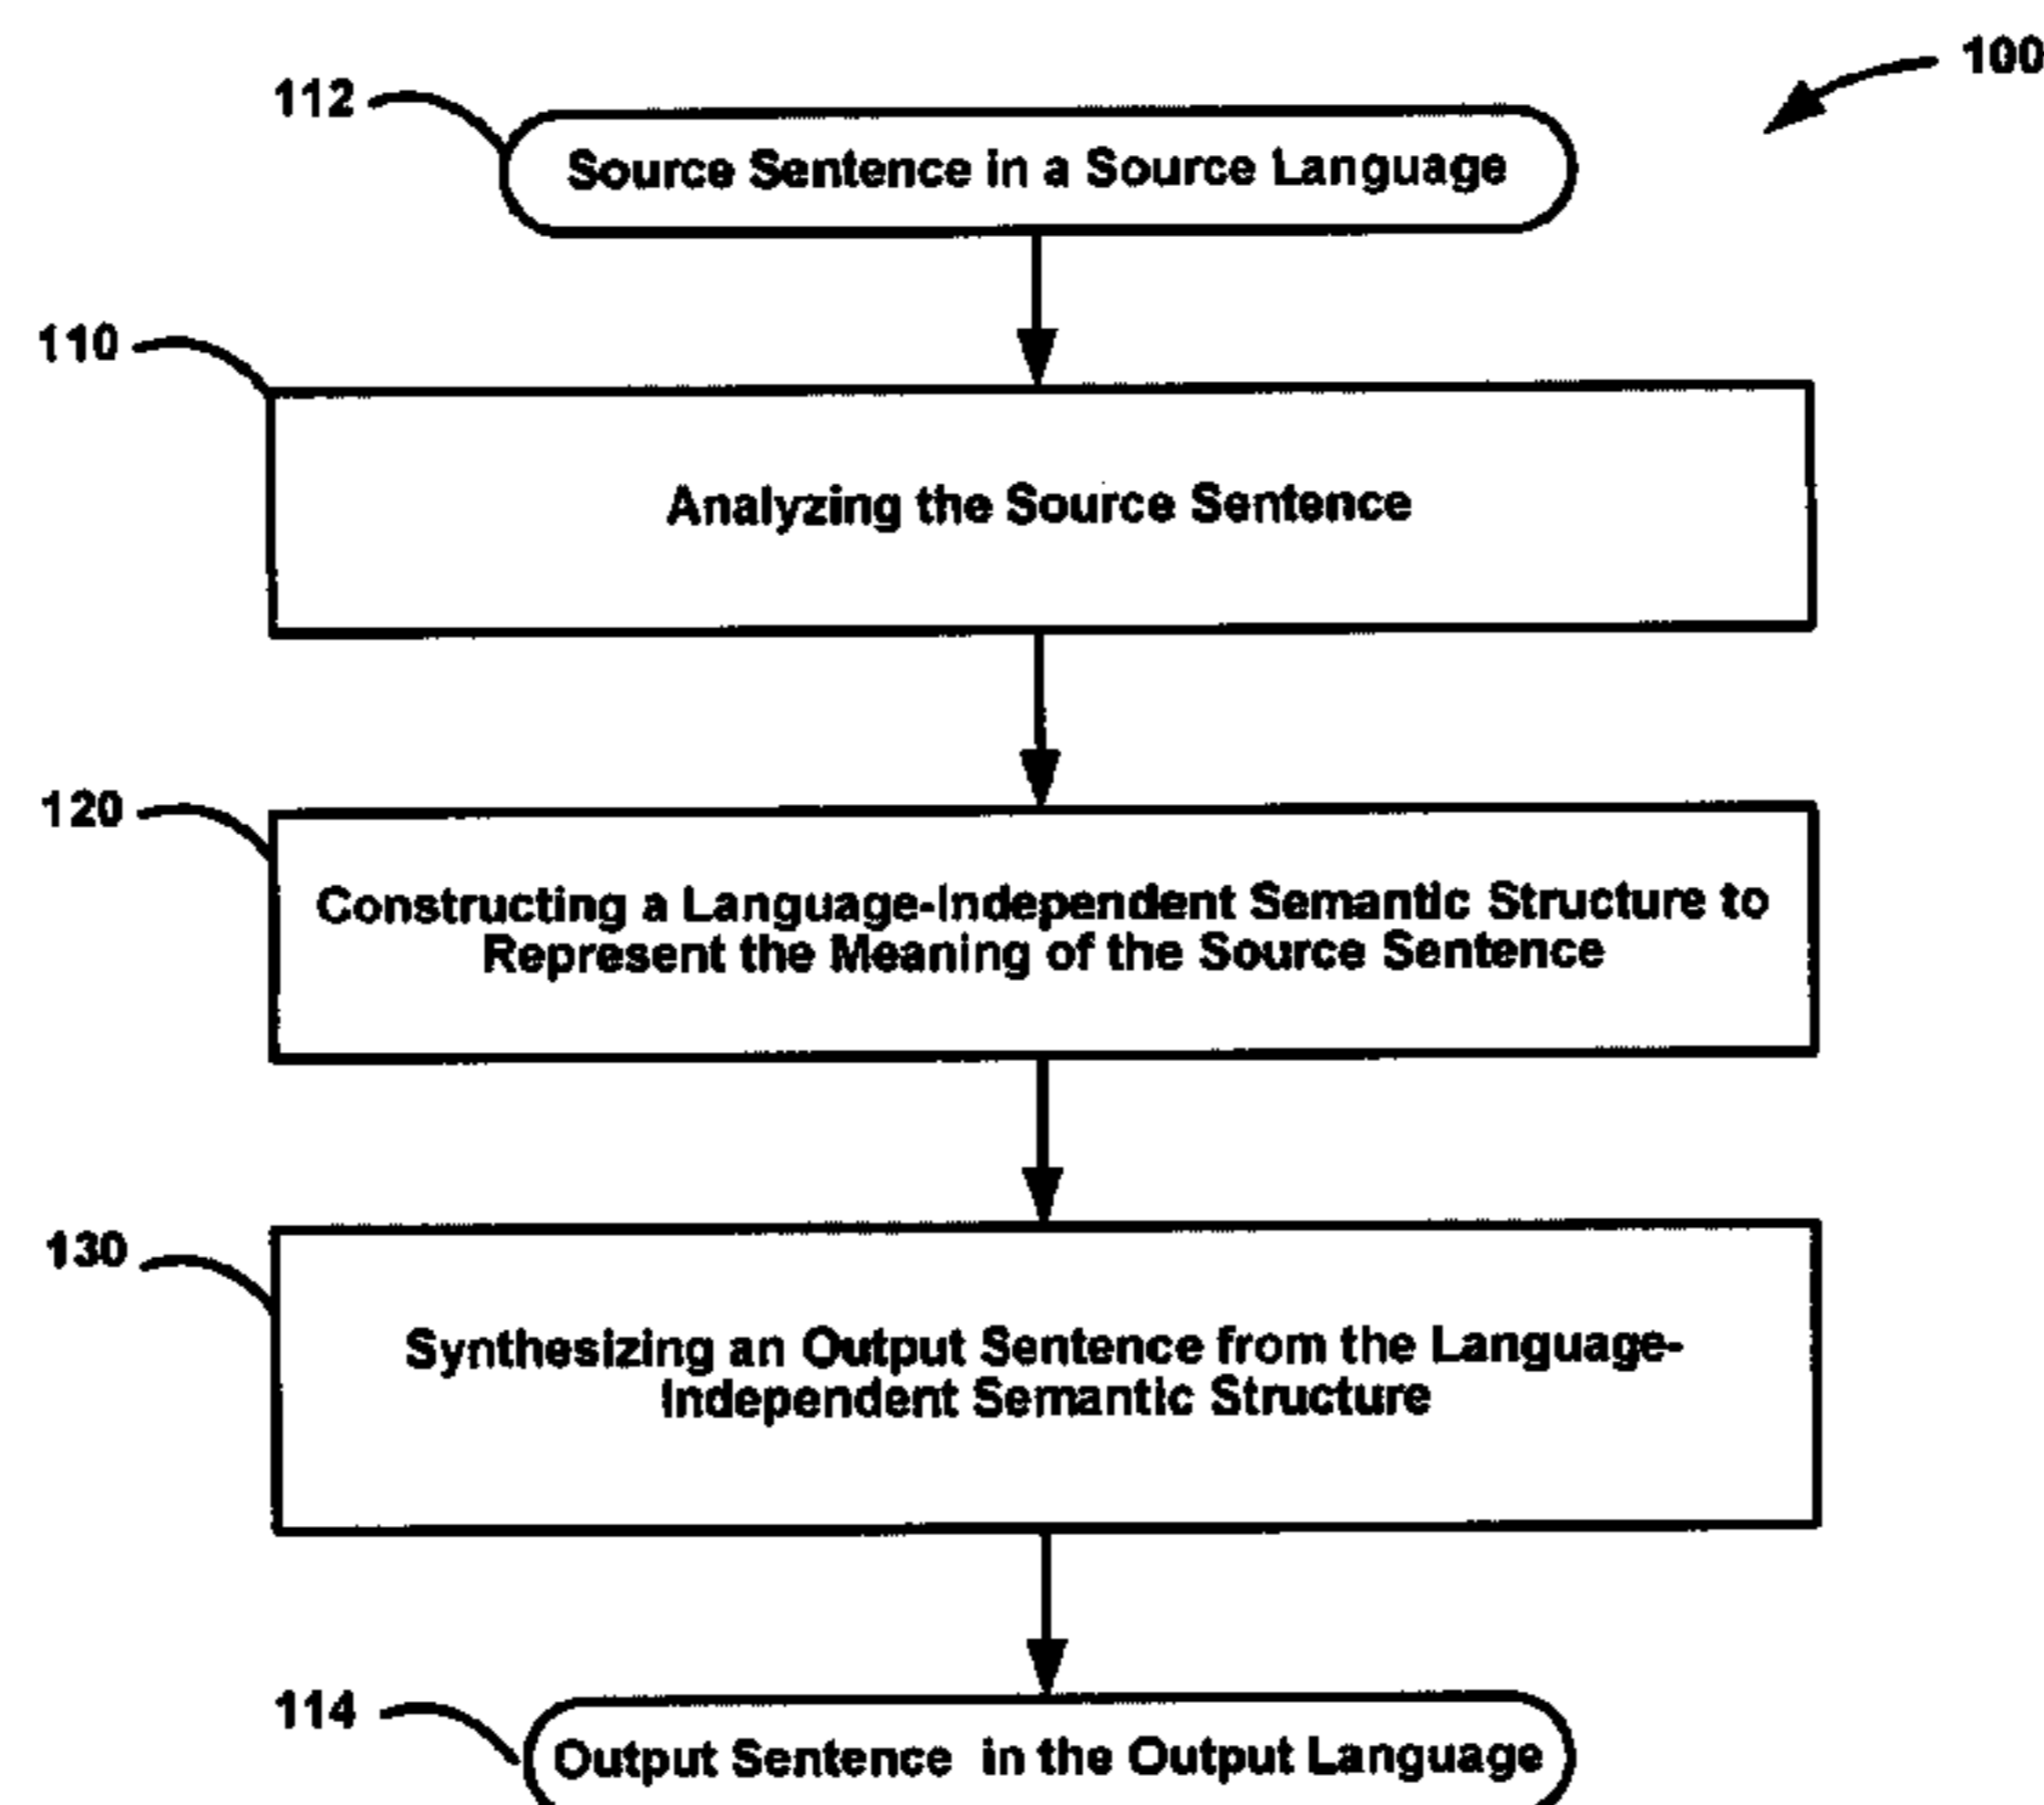 100
112
Source Sentence in a Source Language
110
Analyzing the Source Sentence
120
Constructing a Language-Independent Semantic Structure to
Represent the Meaning of the Source Sentence
130
Synthesizing an Output Sentence from the Language-
Independent Semantic Structure
114
Output Sentence in the Output Language